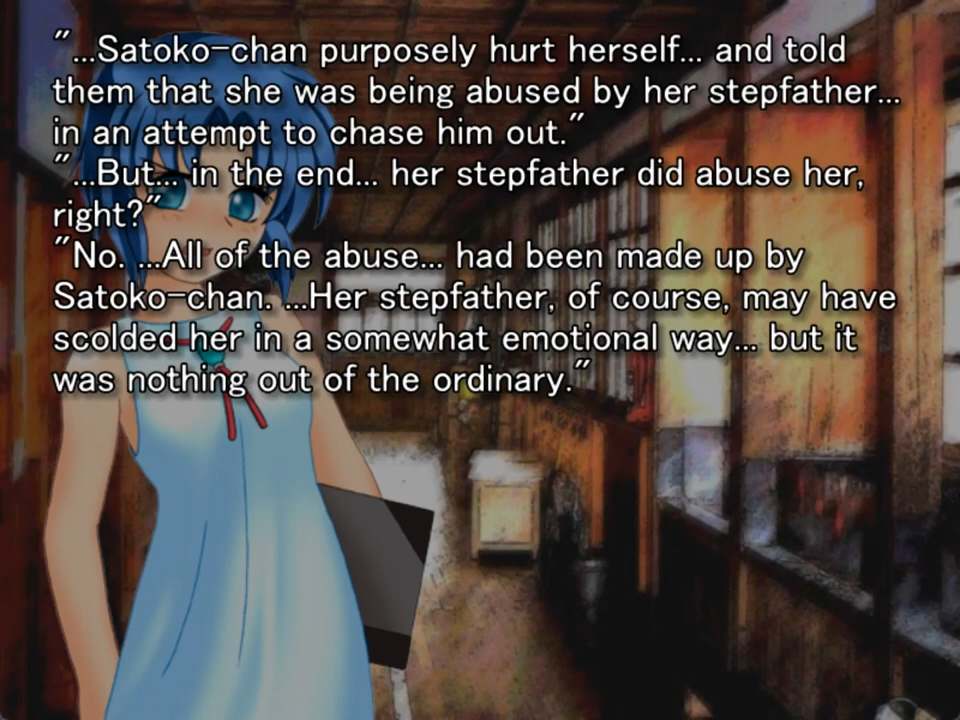 "...Satoko-chan purposely hurt herself... and told
them that she was being abused by her stepfather...
in an attempt to chase him out."
"...But... in the end... her stepfather did abuse her,
right?"
"No. ...All of the abuse... had been made up by
Satoko-chan. ...Her stepfather, of course, may have
scolded her in a somewhat emotional way... but it
was nothing out of the ordinary."